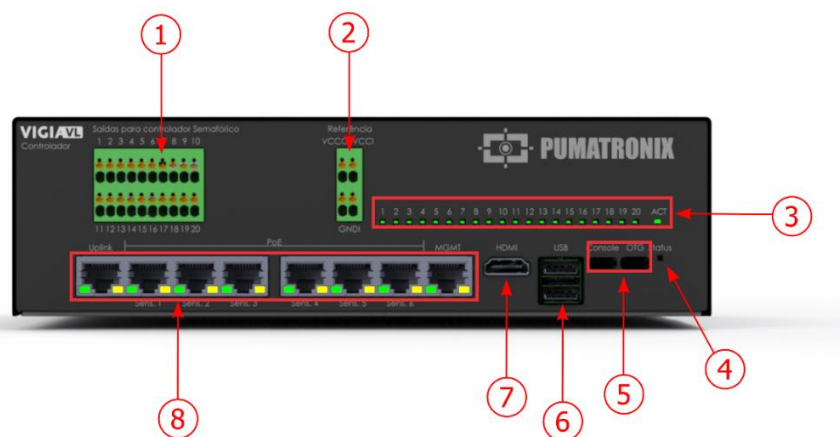 1
2
VIGIA VL
Controlador
Saídas para controlador Semafórico
1 2 3 4 5 6 7 8 9 10
11 12 13 14 15 16 17 18 19 20
Referência
VCCO VCCI
GNDI
PUMATRONIX
1 2 3 4 5 6 7 8 9 10 11 12 13 14 15 16 17 18 19 20 ACT
3
Uplink
PoE
MGMT
HDMI
USB
Console
OTG
Status
Sens. 1
Sens. 2
Sens. 3
Sens. 4
Sens. 5
Sens. 6
4
5
6
7
8